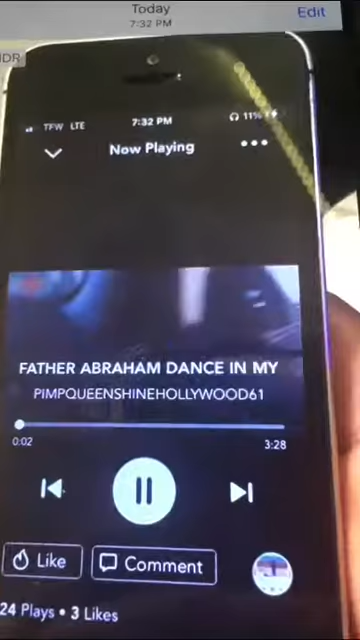 Today
7:32 PM
Edit
HDR
TFW LTE
7:32 PM
11%
Now Playing
FATHER ABRAHAM DANCE IN MY
PIMPQUEENSHINEHOLLYWOOD61
0:02
3:28
Like
Comment
24 Plays • 3 Likes